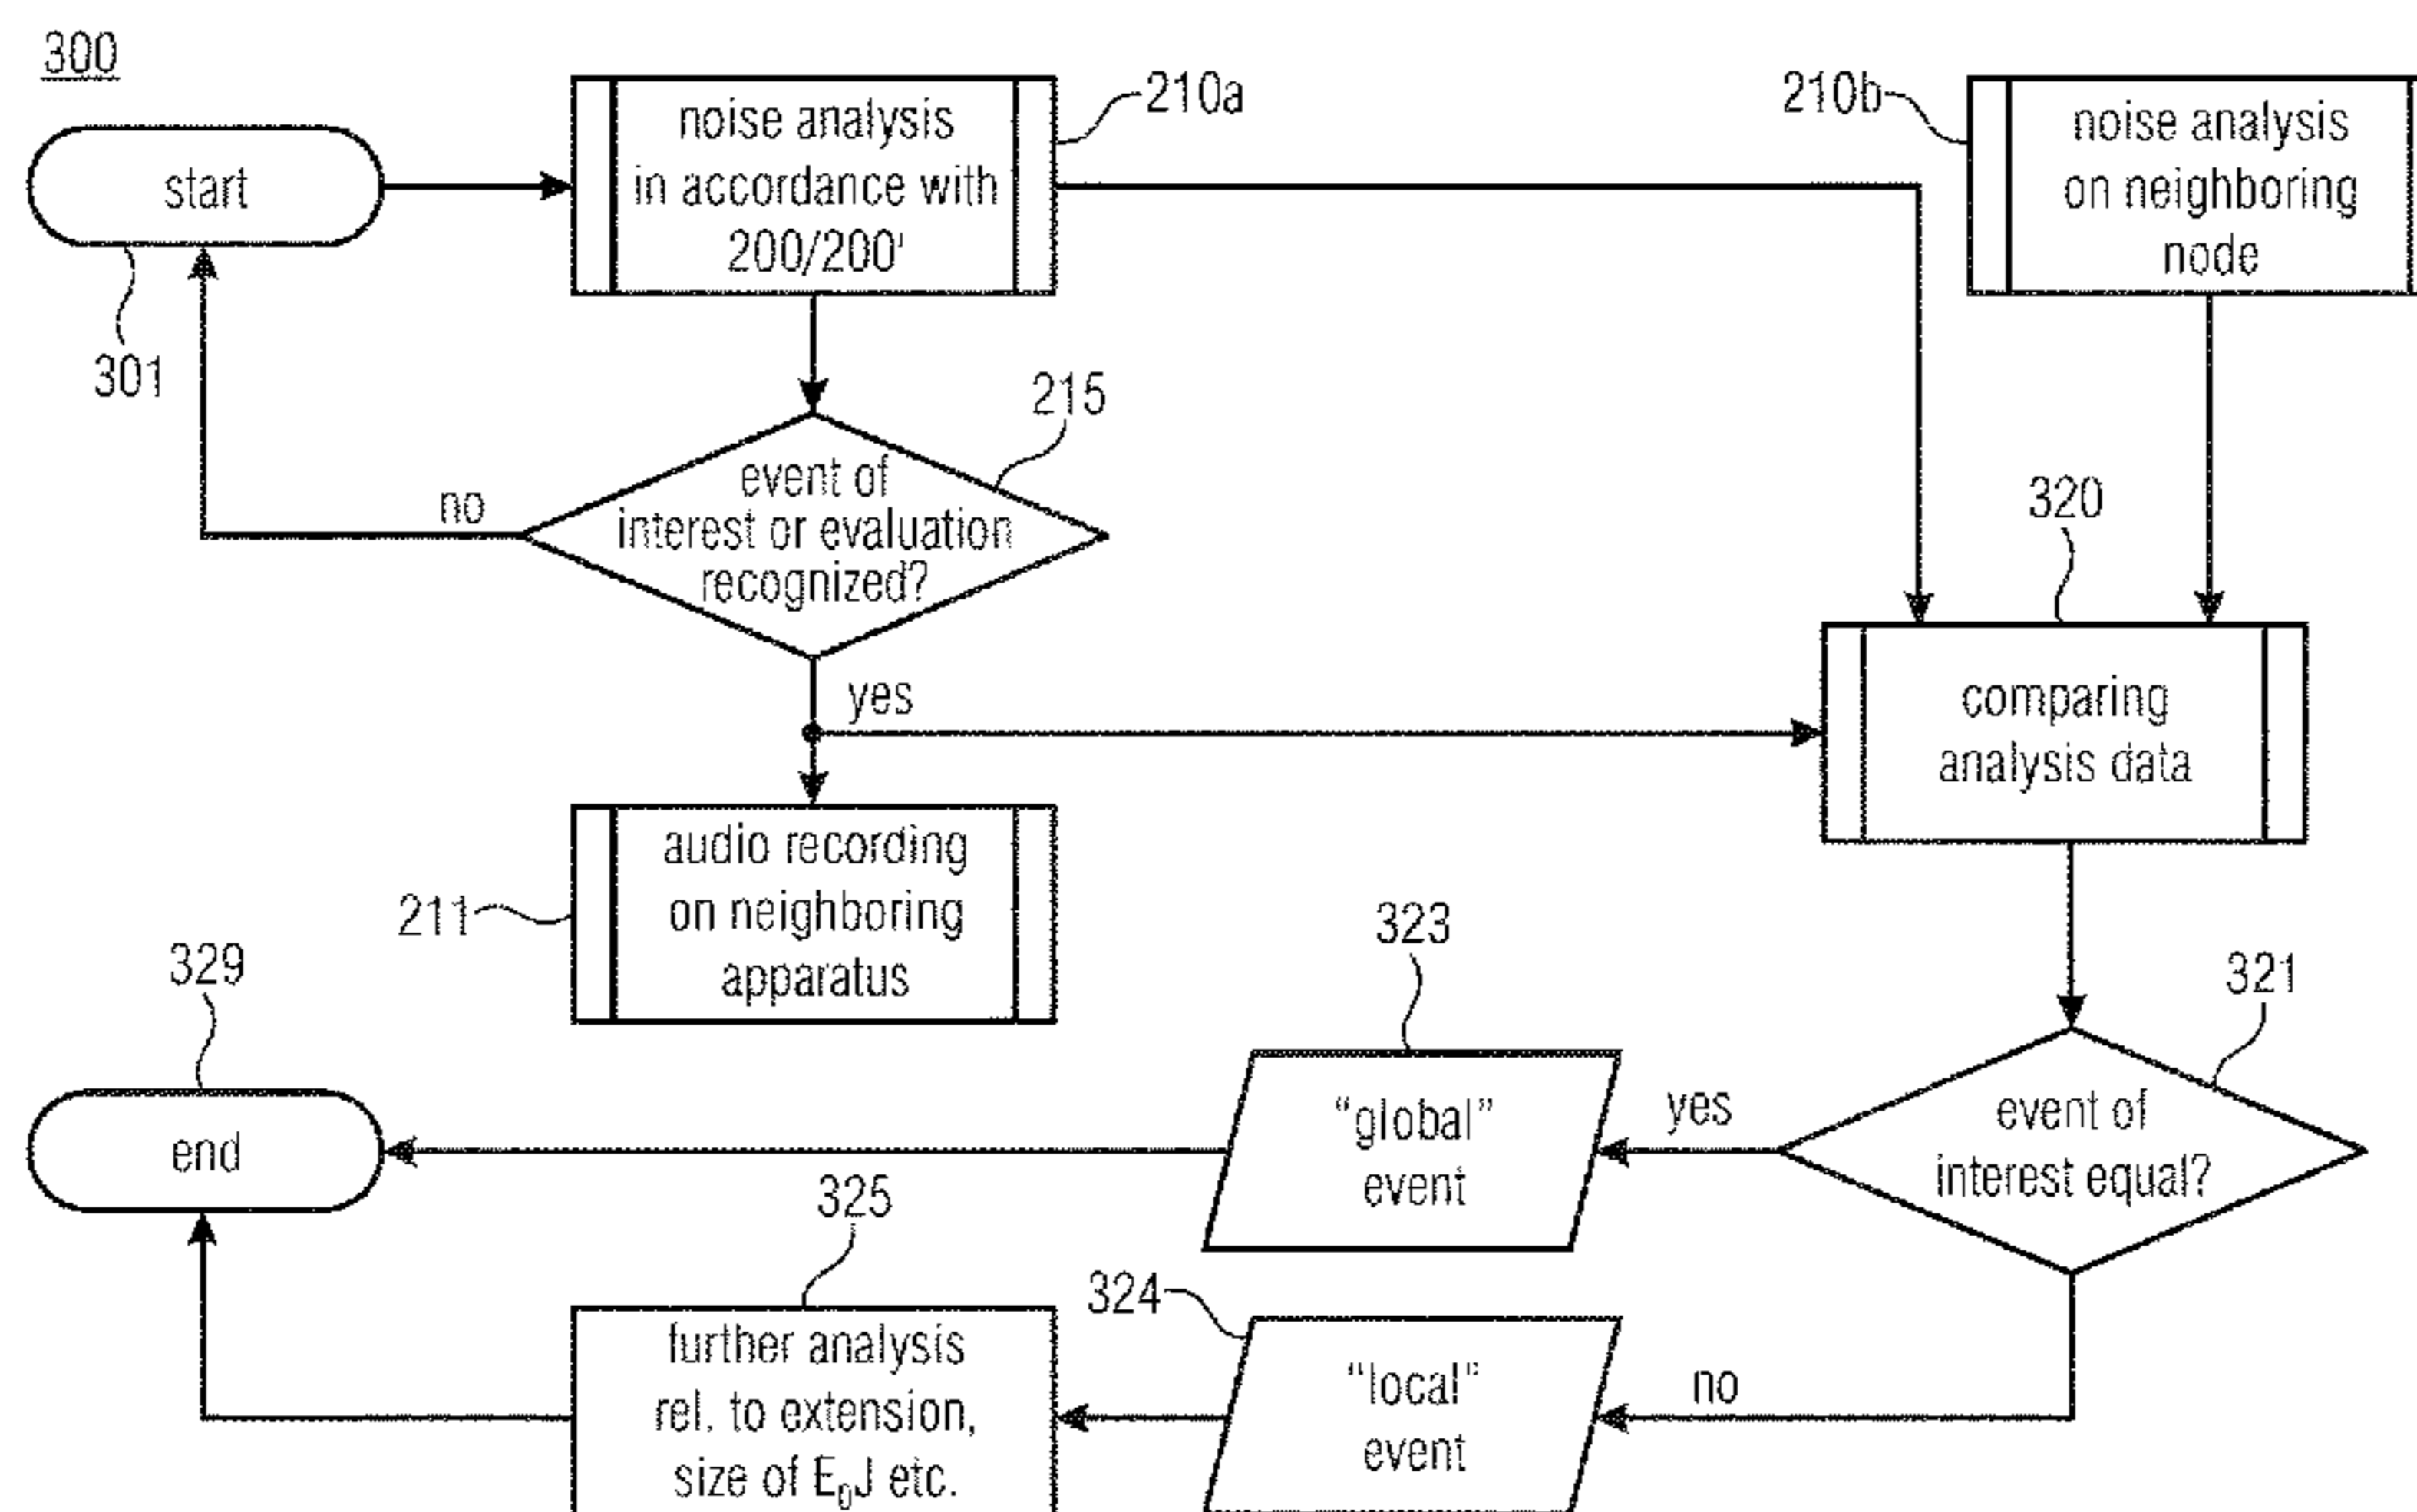 300
start
301
noise analysis
in accordance with
200/200'
210a
210b
noise analysis
on neighboring
node
215
event of
interest or evaluation
recognized?
no
yes
320
comparing
analysis data
audio recording
on neighboring
apparatus
211
321
event of
interest equal?
yes
no
323
"global"
event
329
end
324
"local"
event
325
further analysis
rel. to extension,
size of E₀J etc.